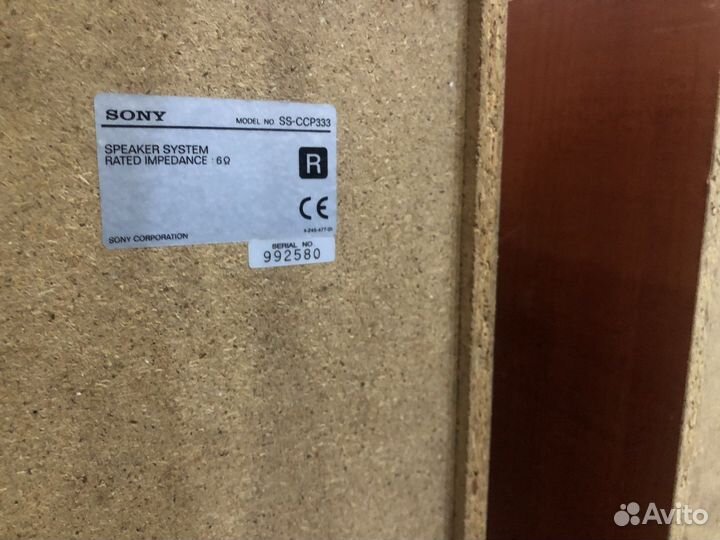 SONY
MODEL NO. SS-CCP333
SPEAKER SYSTEM
RATED IMPEDANCE : 6Ω
R
CE
SONY CORPORATION
SERIAL NO.
992580
Avito